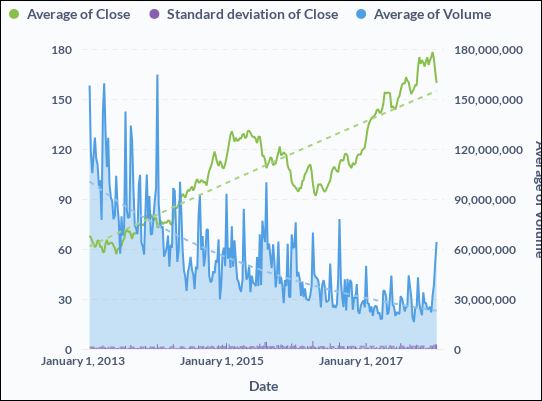 Average of Close Standard deviation of Close Average of Volume
180 180,000,000
150 150,000,000
120 120,000,000
90 90,000,000
60 60,000,000
30 30,000,000
0 0
Average of Volume
January 1, 2013 January 1, 2015 January 1, 2017
Date